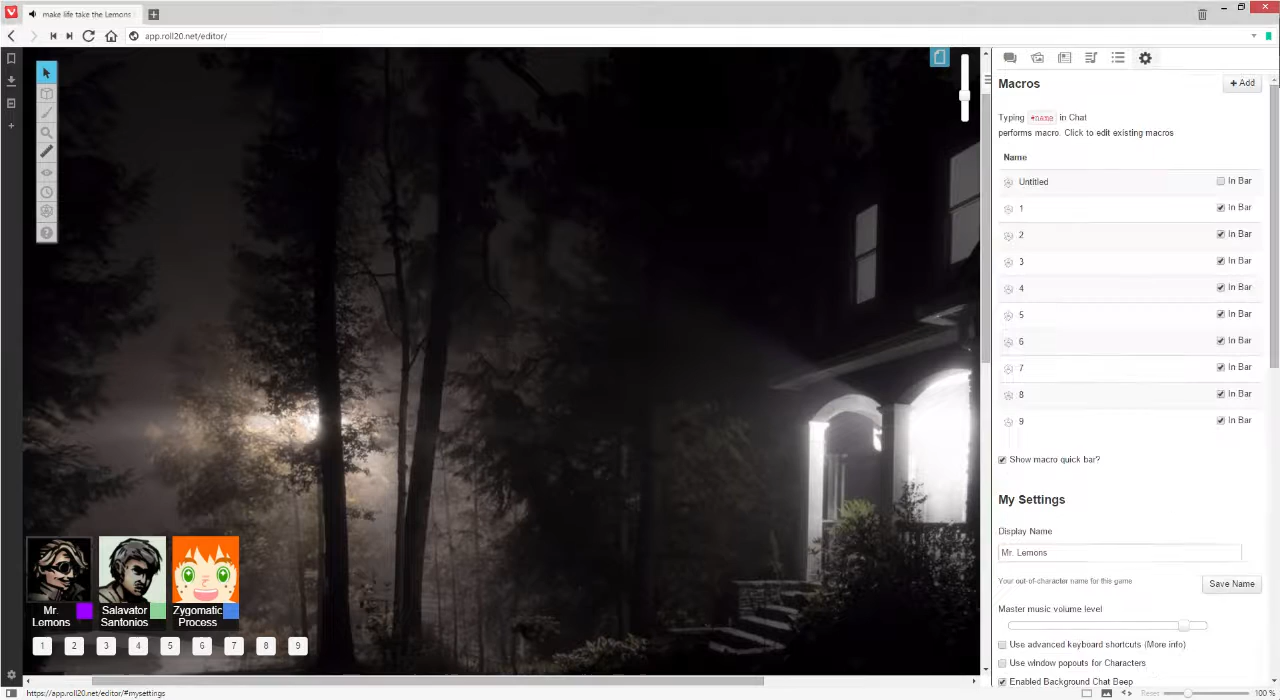 make life take the Lemons
app.roll20.net/editor/
Macros
+ Add
Typing #name in Chat
performs macro. Click to edit existing macros
Name
Untitled In Bar
1 In Bar
2 In Bar
3 In Bar
4 In Bar
5 In Bar
6 In Bar
7 In Bar
8 In Bar
9 In Bar
Show macro quick bar?
My Settings
Display Name
Mr. Lemons
Your out-of-character name for this game
Save Name
Master music volume level
Use advanced keyboard shortcuts (More info)
Use window popouts for Characters
Enabled Background Chat Beep
Mr.
Lemons
Salavator
Santonios
Zygomatic
Process
1 2 3 4 5 6 7 8 9
https://app.roll20.net/editor/#mysettings
Reset
100 %